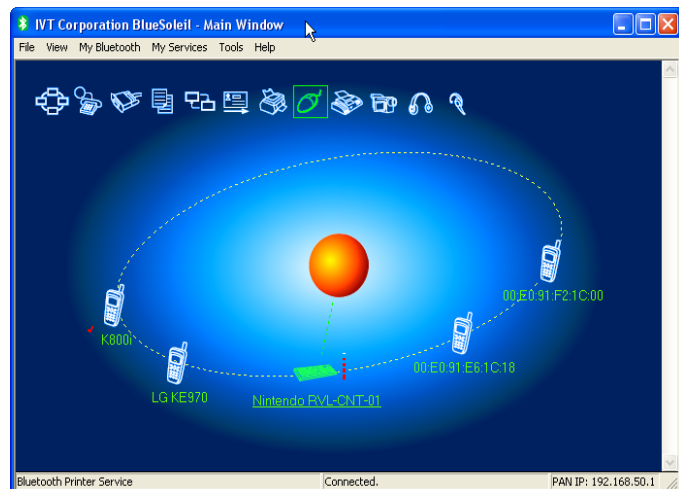 IVT Corporation BlueSoleil - Main Window
File View My Bluetooth My Services Tools Help
00:E0:91:F2:1C:00
K800i
00:E0:91:E6:1C:18
LG KE970
Nintendo RVL-CNT-01
Bluetooth Printer Service Connected. PAN IP: 192.168.50.1